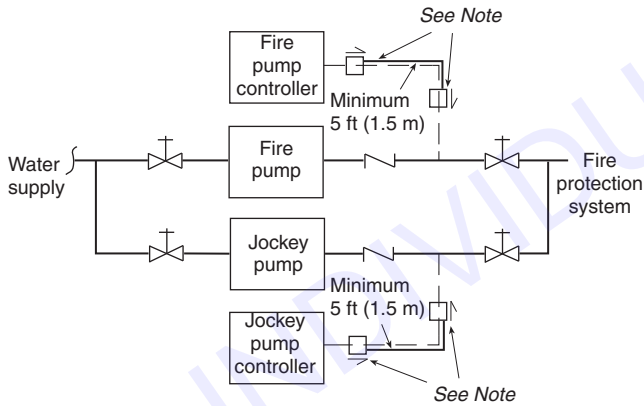 See Note
Fire
pump
controller
Minimum
5 ft (1.5 m)
Water
supply
Fire
pump
Fire
protection
system
Jockey
pump
Minimum
5 ft (1.5 m)
Jockey
pump
controller
See Note
INDIVIDU